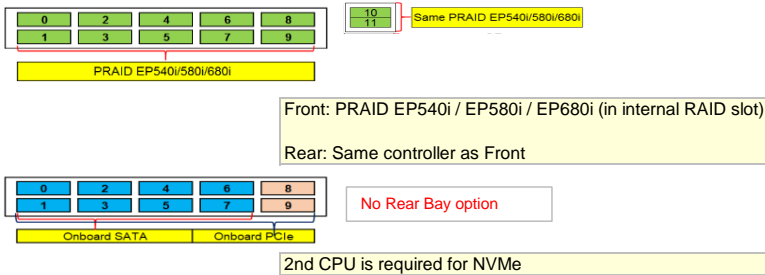 0 2 4 6 8
1 3 5 7 9
PRAID EP540i/580i/680i
10
11
Same PRAID EP540i/580i/680i
Front: PRAID EP540i / EP580i / EP680i (in internal RAID slot)
Rear: Same controller as Front
0 2 4 6 8
1 3 5 7 9
Onboard SATA Onboard PCIe
No Rear Bay option
2nd CPU is required for NVMe